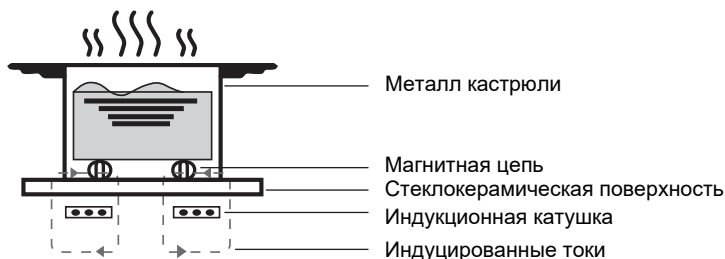 Металл кастрюли
Магнитная цепь
Стеклокерамическая поверхность
Индукционная катушка
Индуцированные токи